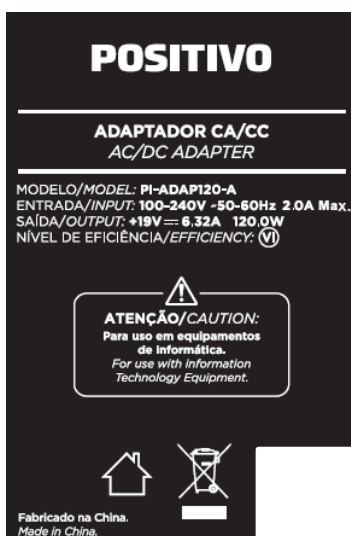 POSITIVO
ADAPTADOR CA/CC
AC/DC ADAPTER
MODELO/MODEL: PI-ADAP120-A
ENTRADA/INPUT: 100-240V ~50-60Hz 2.0A Max.
SAÍDA/OUTPUT: +19V⎓6,32A 120,0W
NÍVEL DE EFICIÊNCIA/EFFICIENCY: VI
ATENÇÃO/CAUTION:
Para uso em equipamentos
de informática.
For use with Information
Technology Equipment.
Fabricado na China.
Made in China.